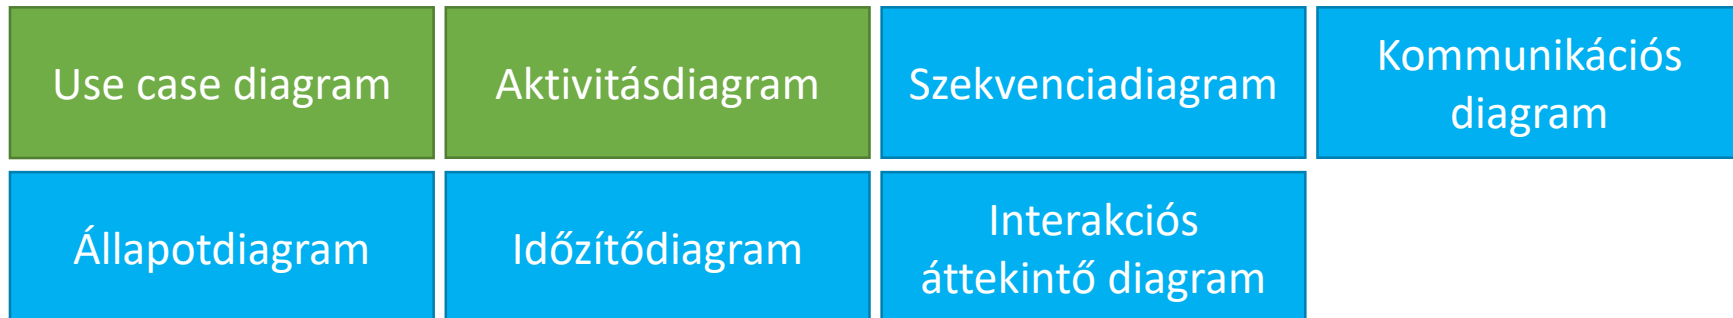 Use case diagram
Aktivitásdiagram
Szekvenciadiagram
Kommunikációs
diagram
Állapotdiagram
Időzítődiagram
Interakciós
áttekintő diagram